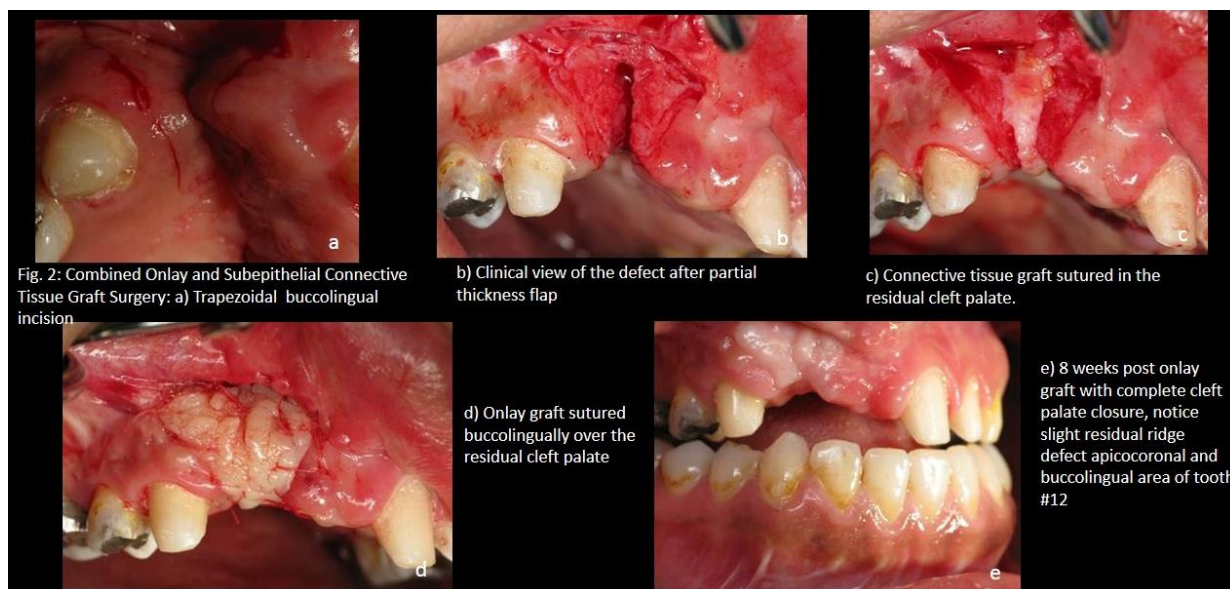 a
b
c
Fig. 2: Combined Onlay and Subepithelial Connective
Tissue Graft Surgery: a) Trapezoidal buccolingual
incision
b) Clinical view of the defect after partial
thickness flap
c) Connective tissue graft sutured in the
residual cleft palate.
d) Onlay graft sutured
buccolingually over the
residual cleft palate
d
e
e) 8 weeks post onlay
graft with complete cleft
palate closure, notice
slight residual ridge
defect apicocoronal and
buccolingual area of tooth
#12